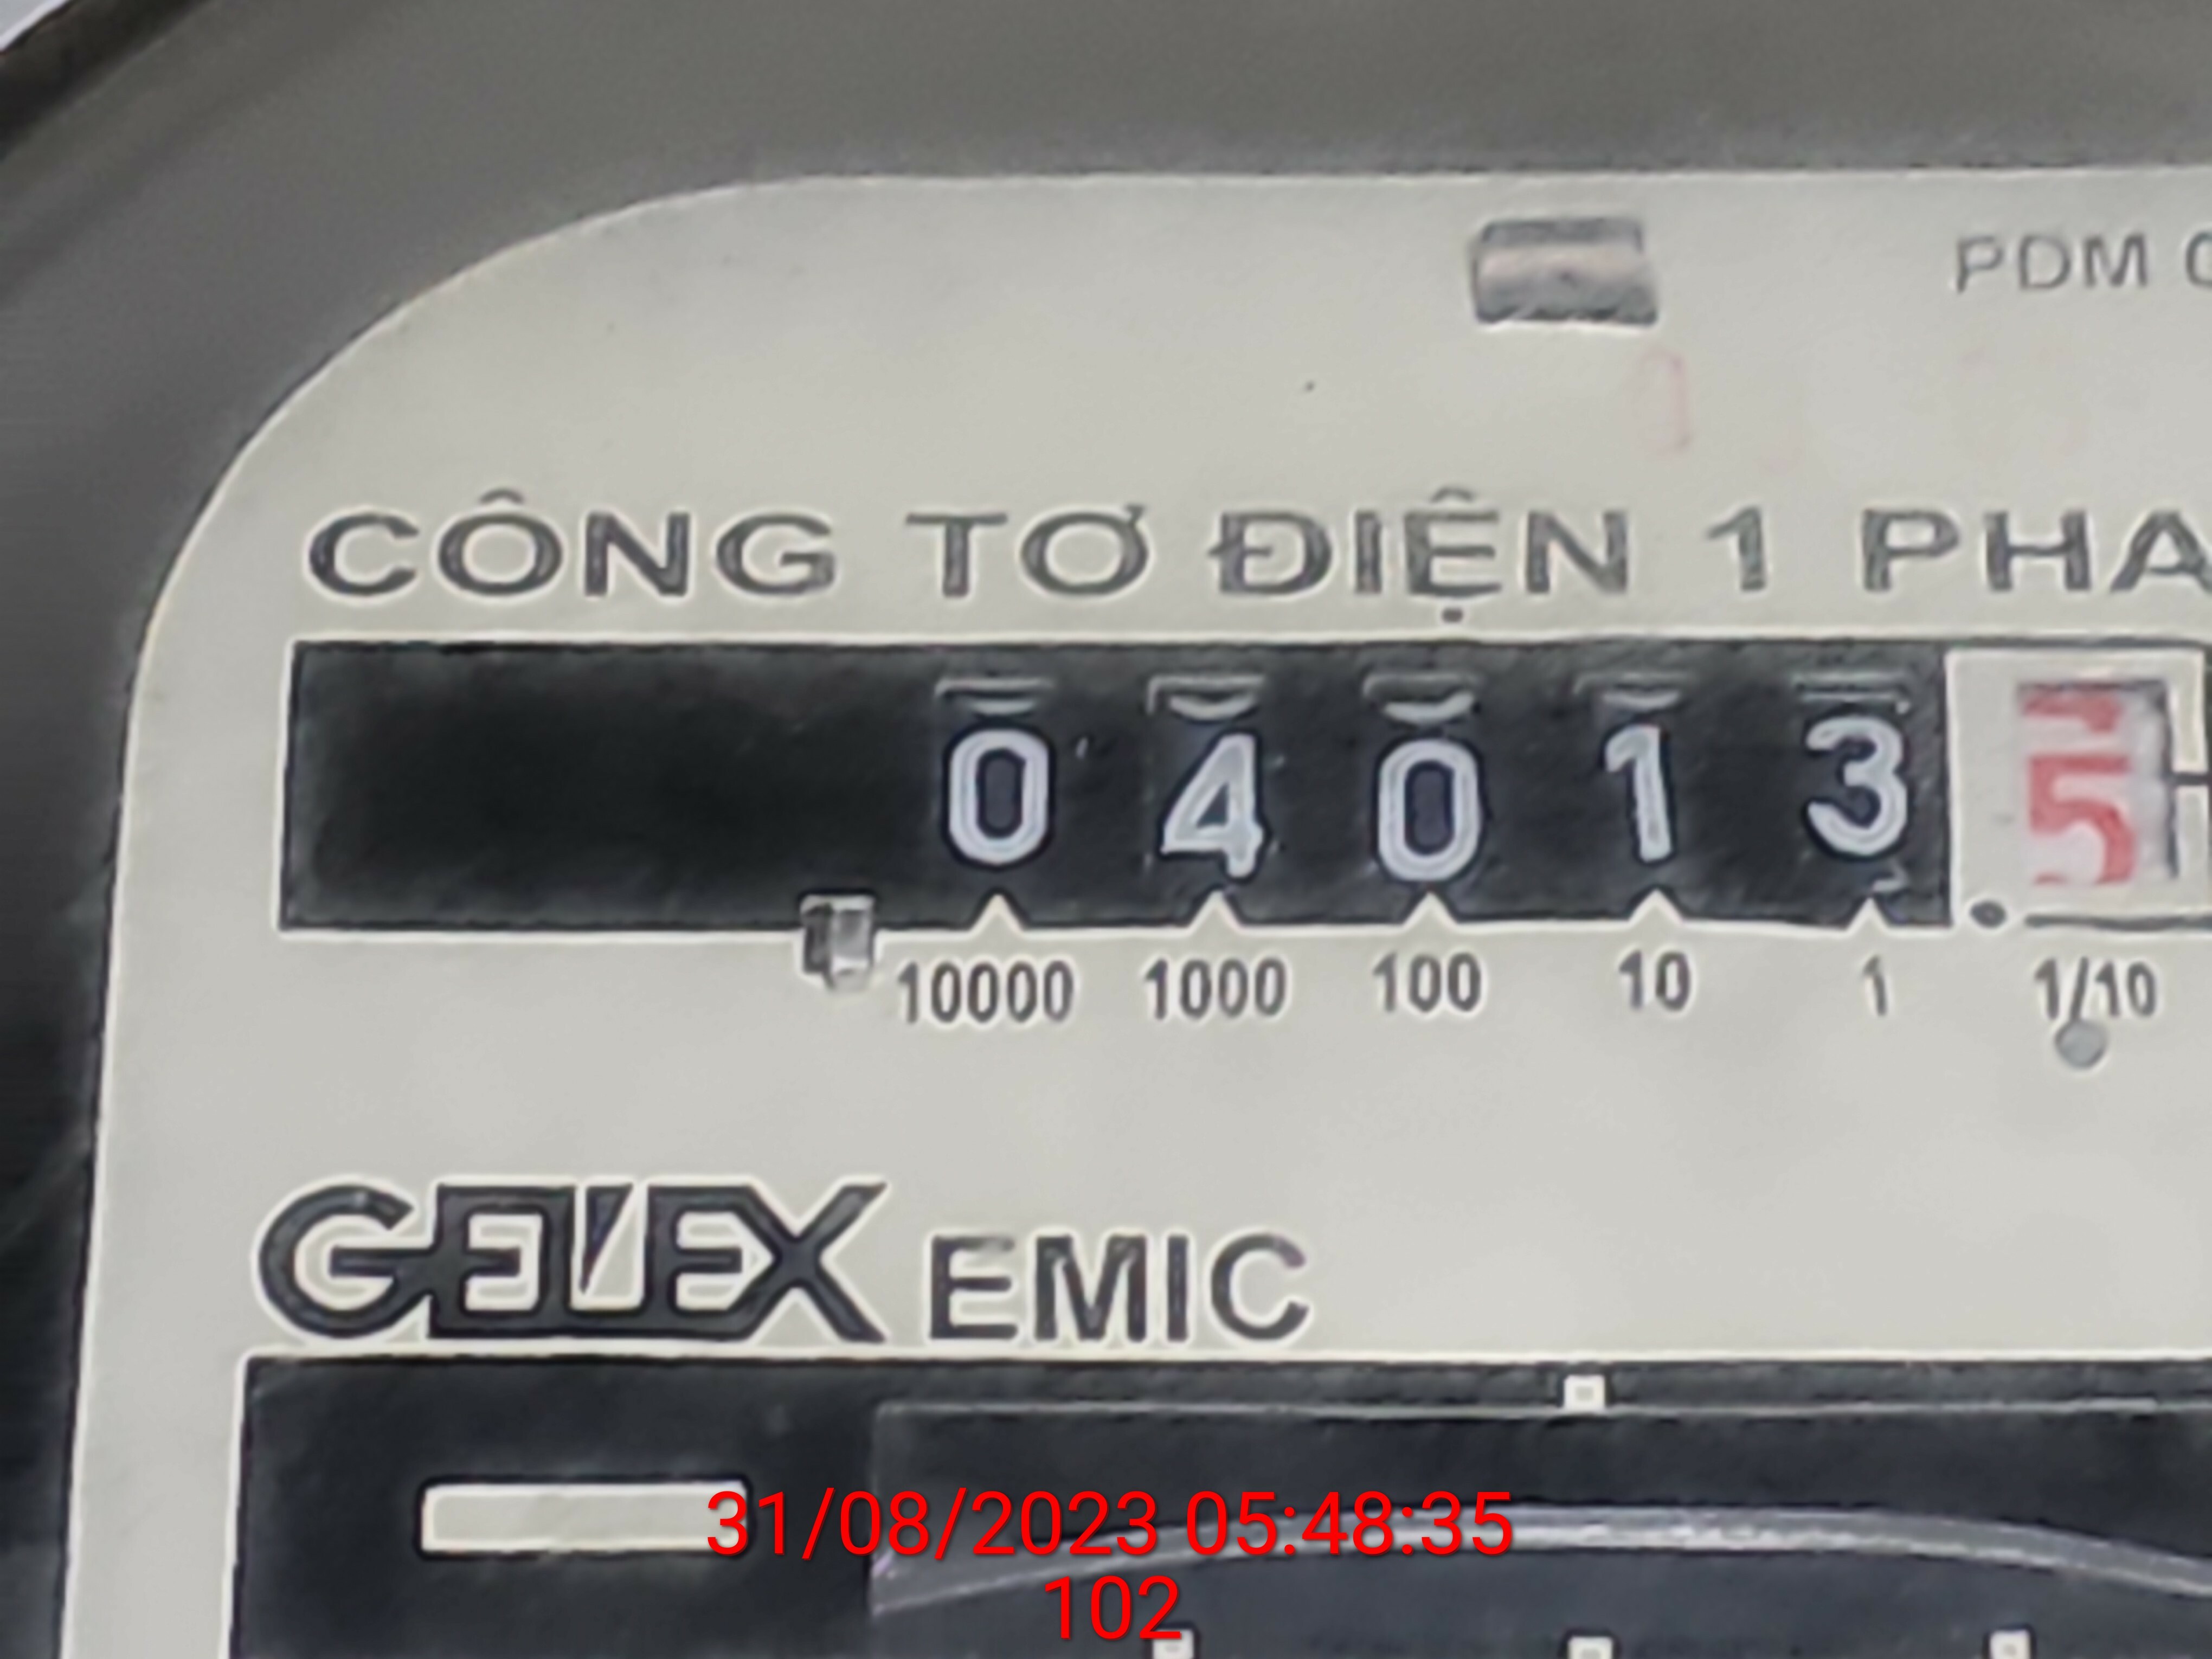 PDM
CÔNG TƠ ĐIỆN 1 PHA
0 4 0 1 3 5
10000 1000 100 10 1 1/10
GELEX EMIC
31/08/2023 05:48:35
102